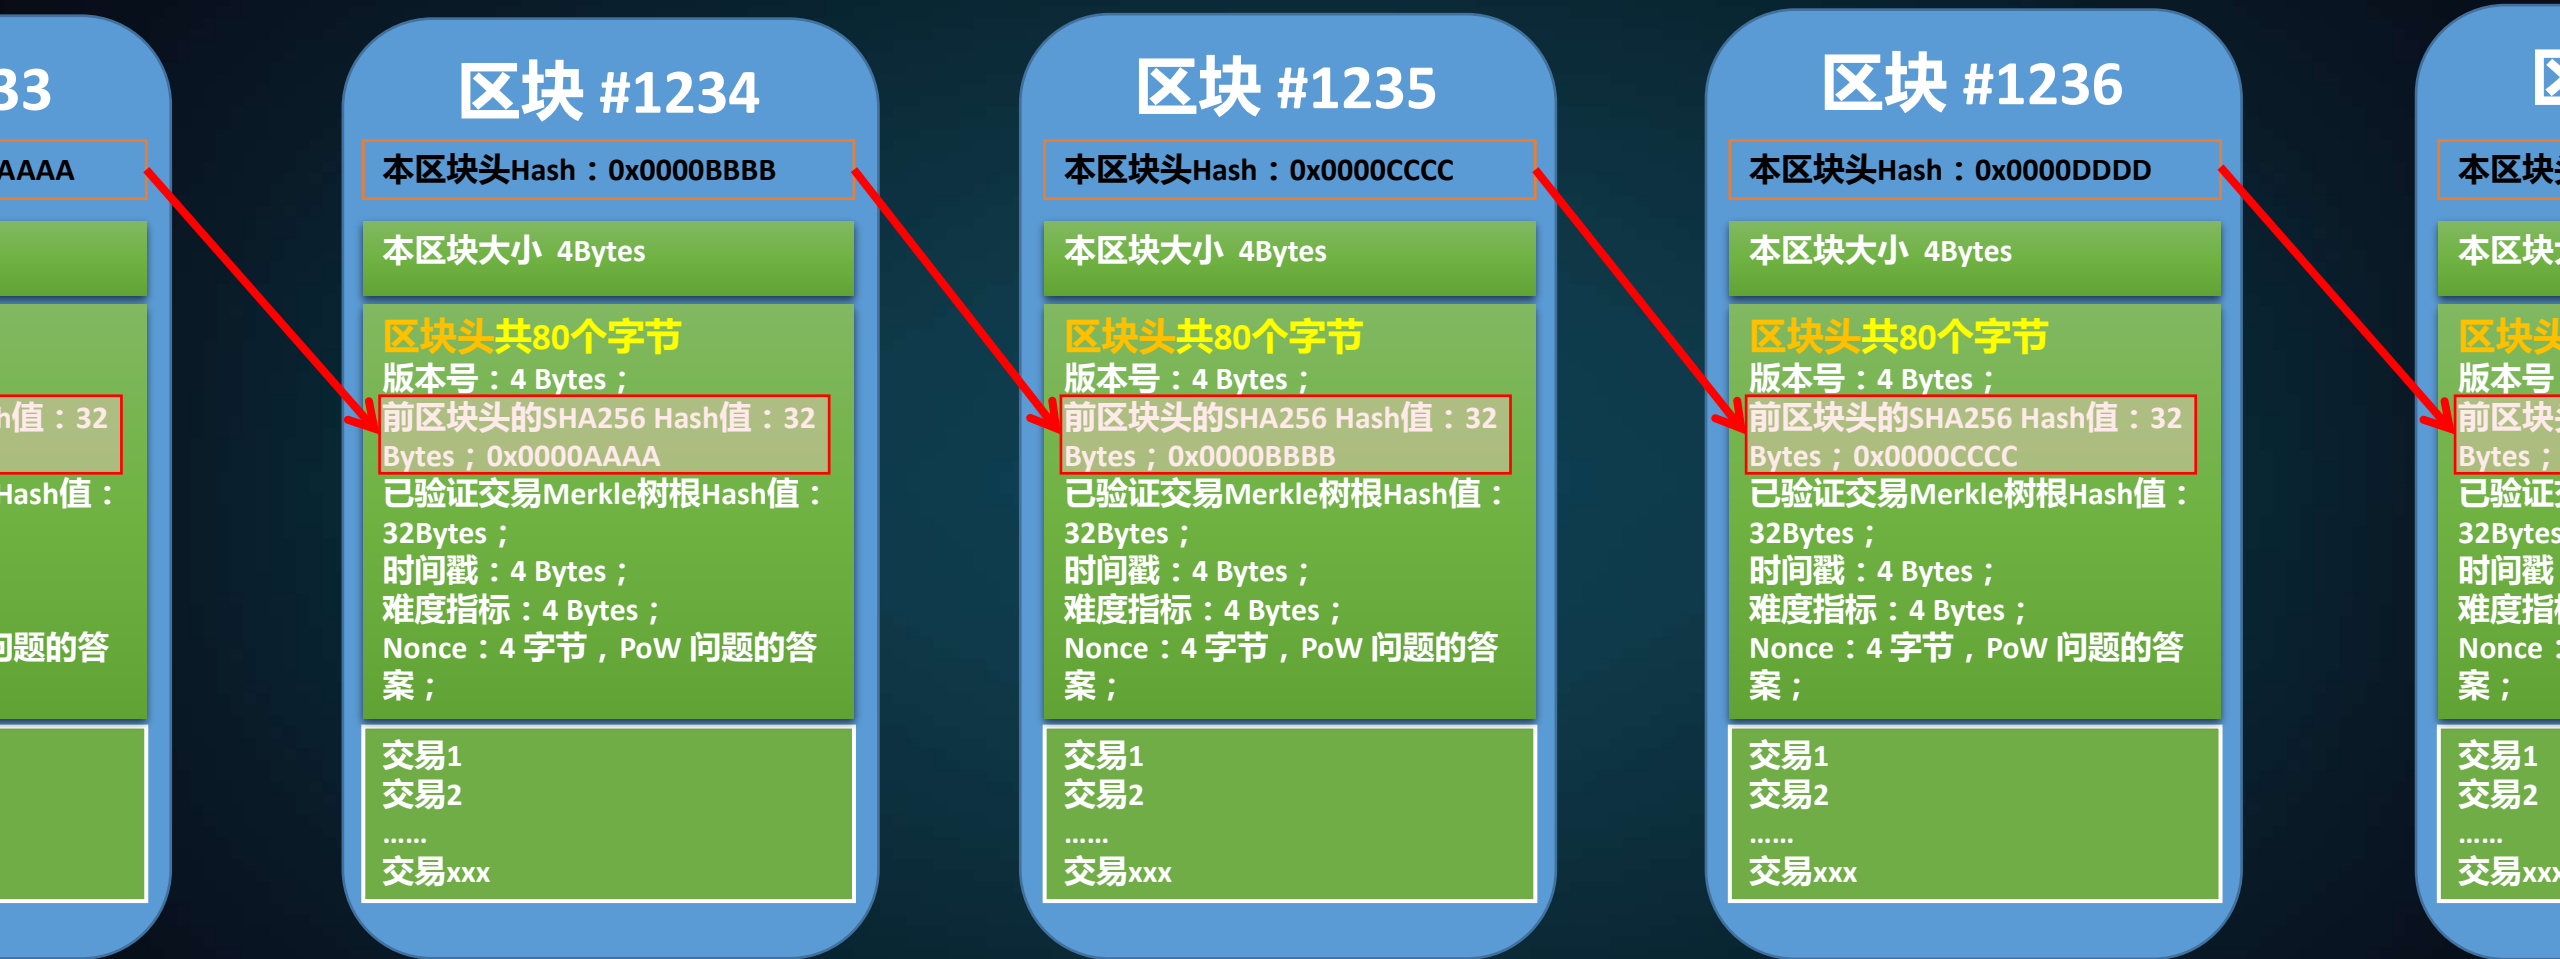 33
AAAA
h值：32
Hash值：
问题的答
区块 #1234
本区块头Hash：0x0000BBBB
本区块大小 4Bytes
区块头共80个字节
版本号：4 Bytes；
前区块头的SHA256 Hash值：32
Bytes；0x0000AAAA
已验证交易Merkle树根Hash值：
32Bytes；
时间戳：4 Bytes；
难度指标：4 Bytes；
Nonce：4 字节，PoW 问题的答
案；
交易1
交易2
……
交易xxx
区块 #1235
本区块头Hash：0x0000CCCC
本区块大小 4Bytes
区块头共80个字节
版本号：4 Bytes；
前区块头的SHA256 Hash值：32
Bytes；0x0000BBBB
已验证交易Merkle树根Hash值：
32Bytes；
时间戳：4 Bytes；
难度指标：4 Bytes；
Nonce：4 字节，PoW 问题的答
案；
交易1
交易2
……
交易xxx
区块 #1236
本区块头Hash：0x0000DDDD
本区块大小 4Bytes
区块头共80个字节
版本号：4 Bytes；
前区块头的SHA256 Hash值：32
Bytes；0x0000CCCC
已验证交易Merkle树根Hash值：
32Bytes；
时间戳：4 Bytes；
难度指标：4 Bytes；
Nonce：4 字节，PoW 问题的答
案；
交易1
交易2
……
交易xxx
区
本区块头
本区块大
区块头
版本号
前区块头
Bytes；
已验证交
32Bytes
时间戳
难度指标
Nonce：
案；
交易1
交易2
……
交易xxx